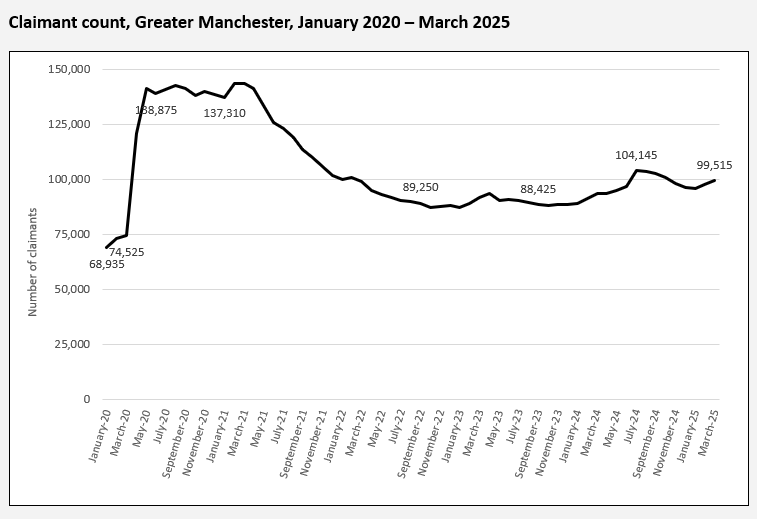 Claimant count, Greater Manchester, January 2020 – March 2025
150,000
125,000
100,000
75,000
50,000
25,000
0
Number of claimants
68,935
74,525
138,875
137,310
89,250
88,425
104,145
99,515
January-20
March-20
May-20
July-20
September-20
November-20
January-21
March-21
May-21
July-21
September-21
November-21
January-22
March-22
May-22
July-22
September-22
November-22
January-23
March-23
May-23
July-23
September-23
November-23
January-24
March-24
May-24
July-24
September-24
November-24
January-25
March-25